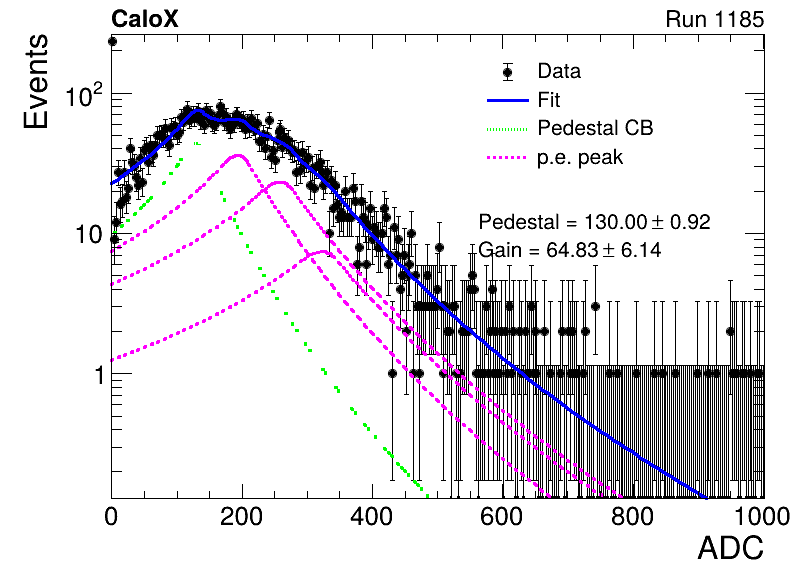 CaloX Run 1185
Events
Data
Fit
Pedestal CB
p.e. peak
Pedestal = 130.00 ± 0.92
Gain = 64.83 ± 6.14
10²
10
1
0 200 400 600 800 1000
ADC